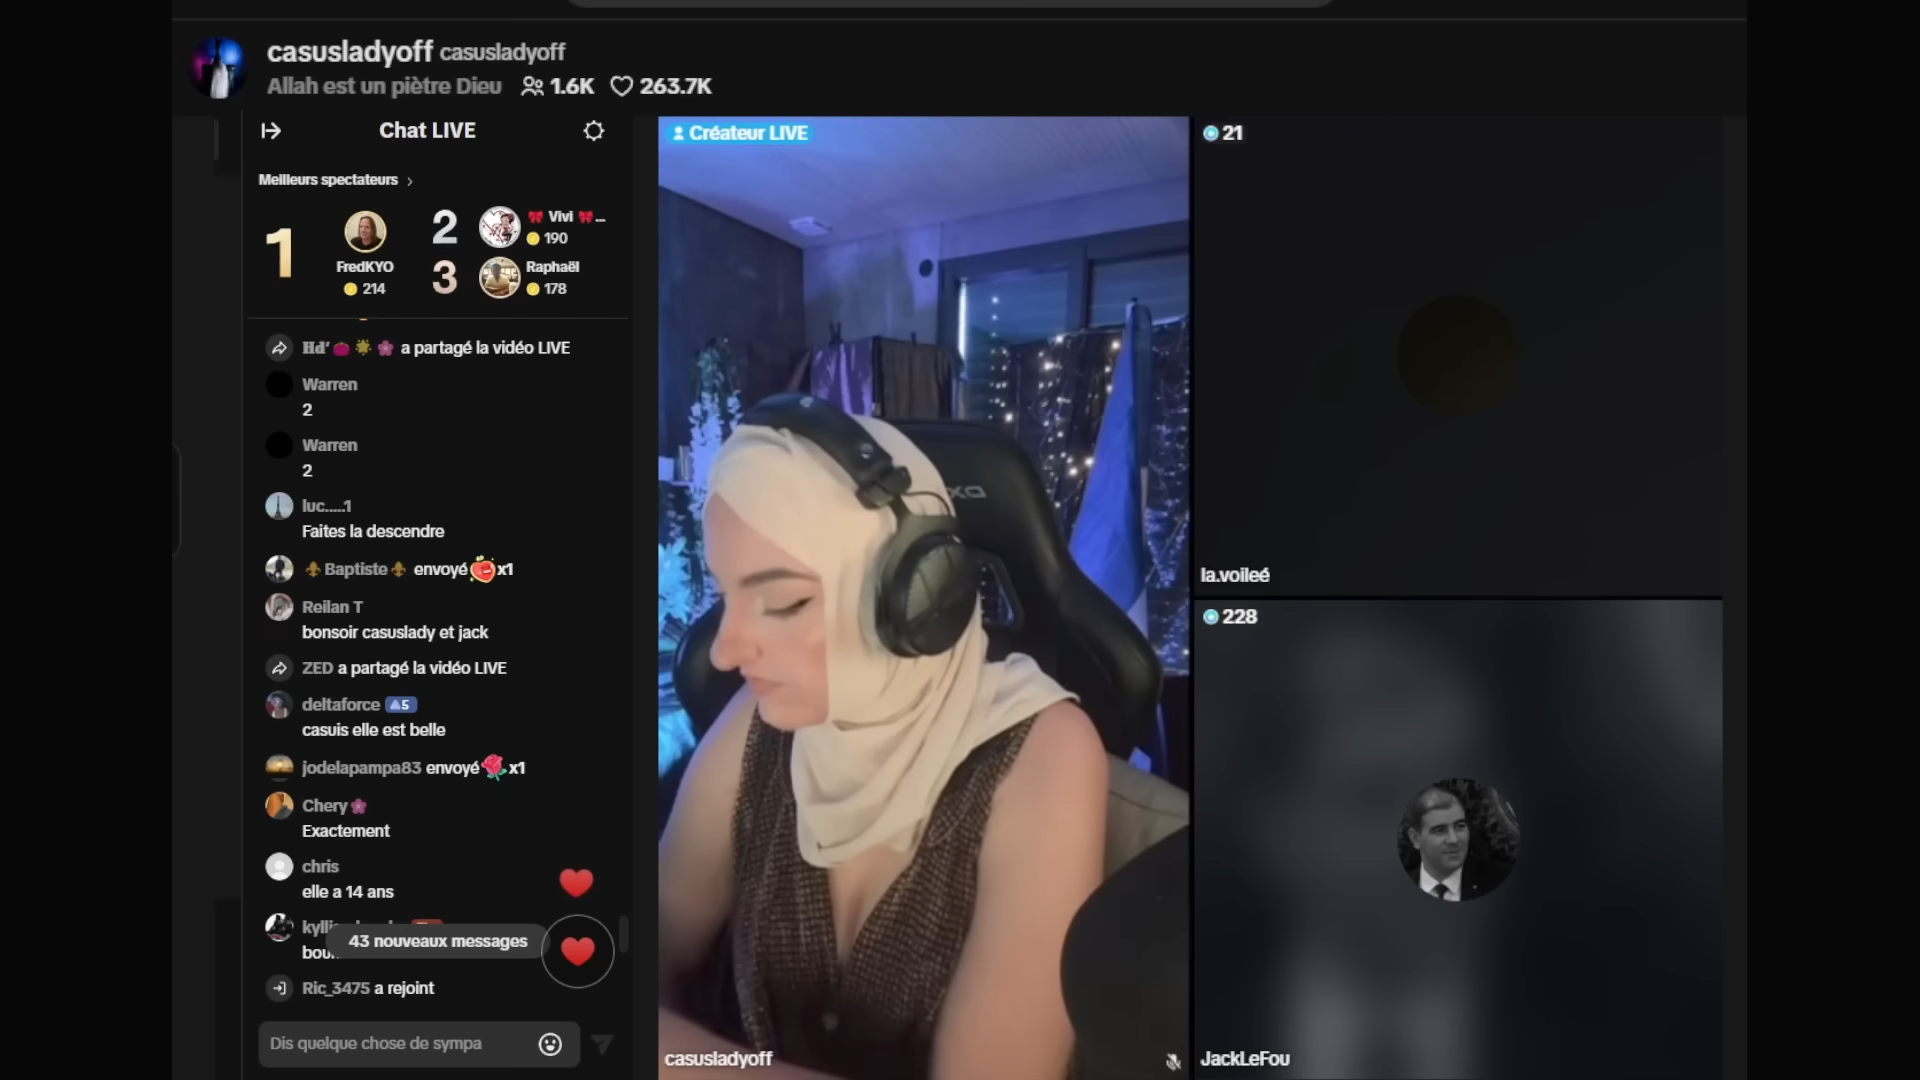 casusladyoff casusladyoff
Allah est un piètre Dieu 1.6K 263.7K
Chat LIVE
Meilleurs spectateurs
1
FredKYO
214
2
Vivi ...
190
3
Raphaël
178
Hd' a partagé la vidéo LIVE
Warren
2
Warren
2
luc.....1
Faites la descendre
Baptiste envoyé x1
Reilan T
bonsoir casuslady et jack
ZED a partagé la vidéo LIVE
deltaforce 5
casuis elle est belle
jodelapampa83 envoyé x1
Chery
Exactement
chris
elle a 14 ans
43 nouveaux messages
Ric_3475 a rejoint
Dis quelque chose de sympa
Créateur LIVE
casusladyoff
21
la.voileé
228
JackLeFou